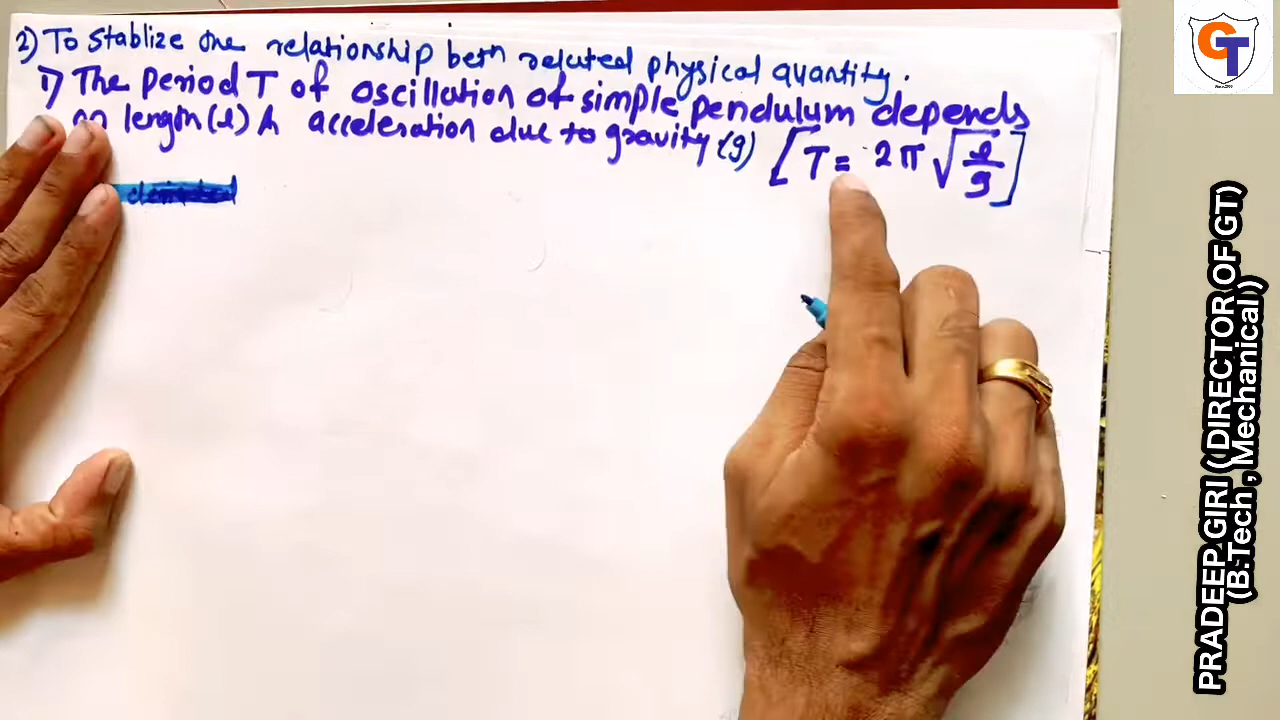 2) To Stablize the relationship betn related physical quantity.
i) The period T of oscillation of simple pendulum depends
on length(l) & acceleration due to gravity (g) [T = 2π √l/g]
GT
PRADEEP GIRI ( DIRECTOR OF GT)
(B.Tech , Mechanical )